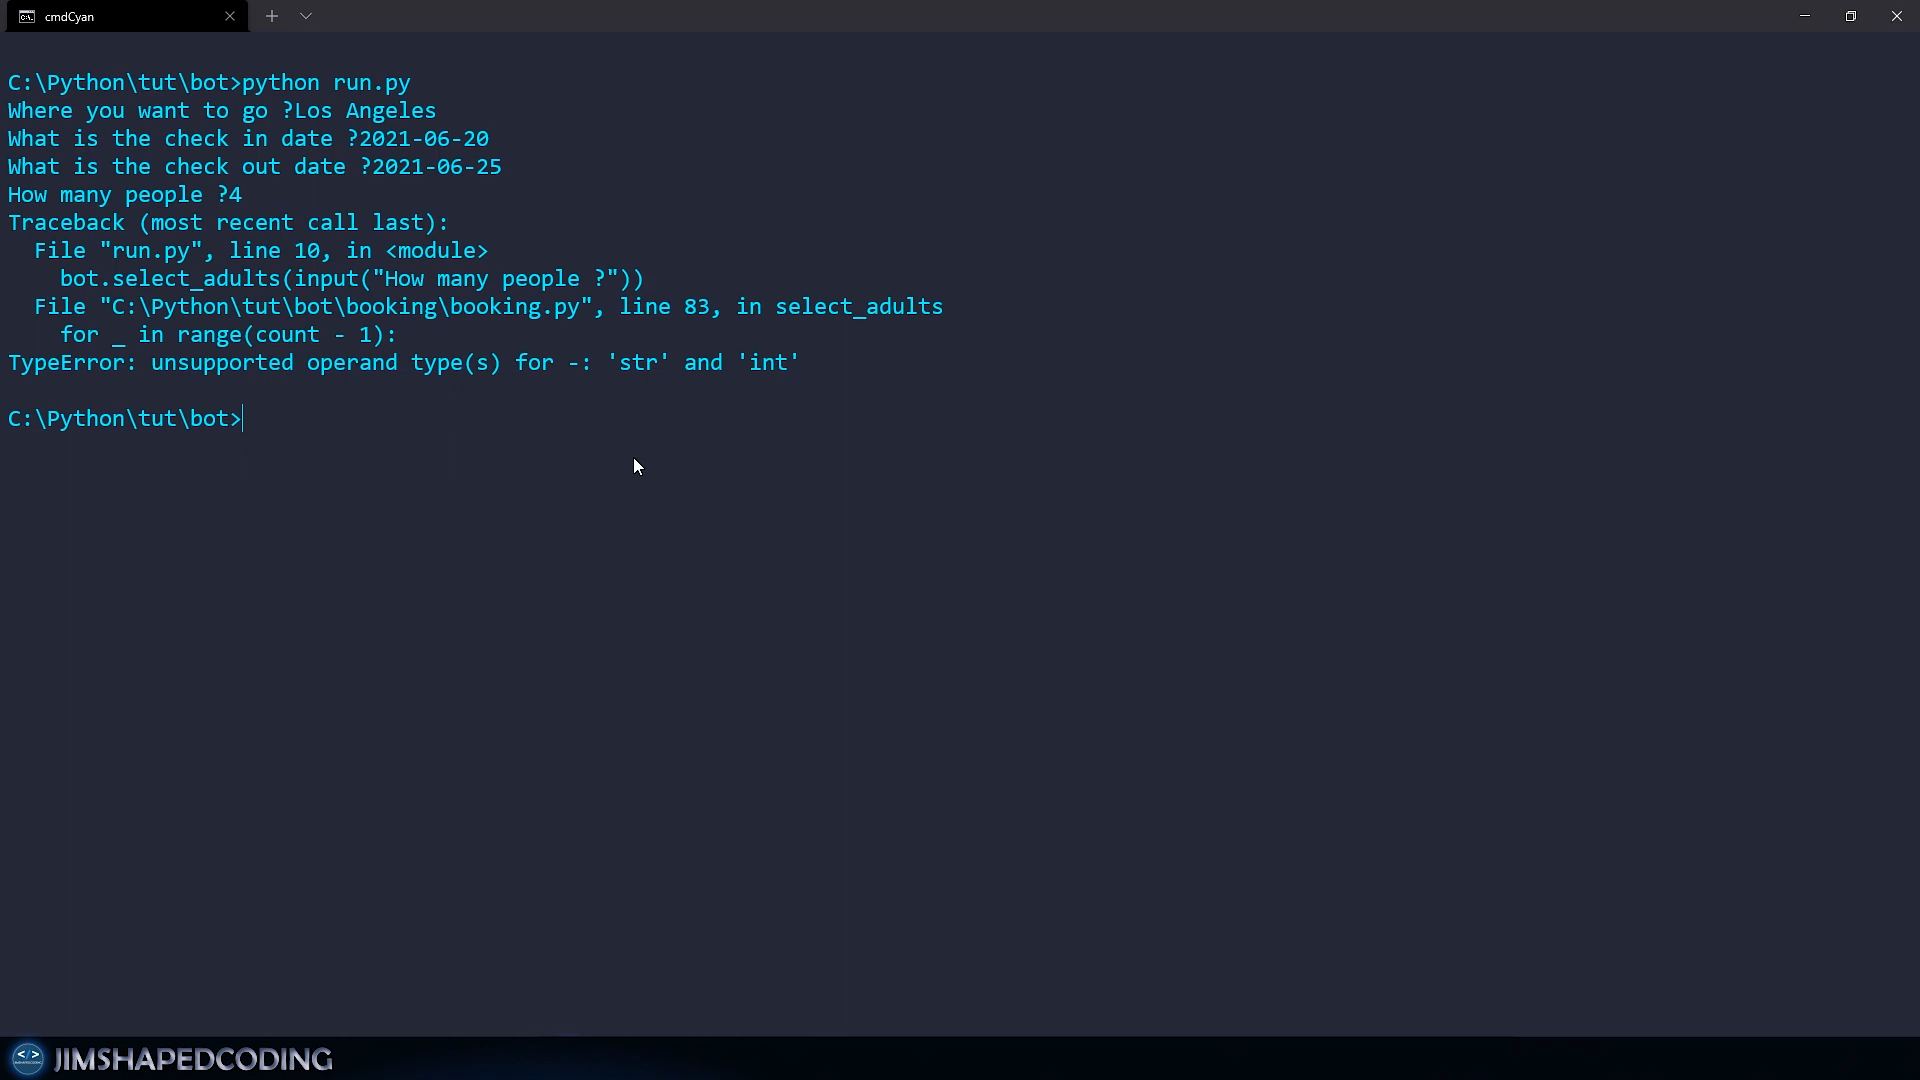 cmdCyan
C:\Python\tut\bot>python run.py
Where you want to go ?Los Angeles
What is the check in date ?2021-06-20
What is the check out date ?2021-06-25
How many people ?4
Traceback (most recent call last):
  File "run.py", line 10, in <module>
    bot.select_adults(input("How many people ?"))
  File "C:\Python\tut\bot\booking\booking.py", line 83, in select_adults
    for _ in range(count - 1):
TypeError: unsupported operand type(s) for -: 'str' and 'int'
C:\Python\tut\bot>
</> JIMSHAPEDCODING